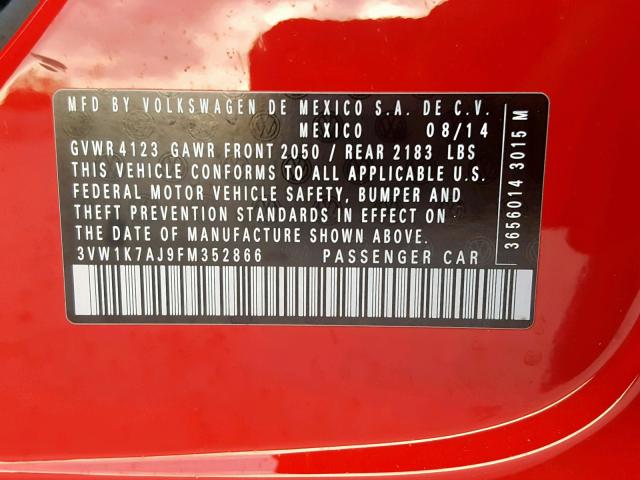 MFD BY VOLKSWAGEN DE MEXICO S.A. DE C.V.
MEXICO 08/14
GVWR 4123 GAWR FRONT 2050 / REAR 2183 LBS
THIS VEHICLE CONFORMS TO ALL APPLICABLE U.S.
FEDERAL MOTOR VEHICLE SAFETY, BUMPER AND
THEFT PREVENTION STANDARDS IN EFFECT ON
THE DATE OF MANUFACTURE SHOWN ABOVE.
3VW1K7AJ9FM352866 PASSENGER CAR
3656014 3015 M